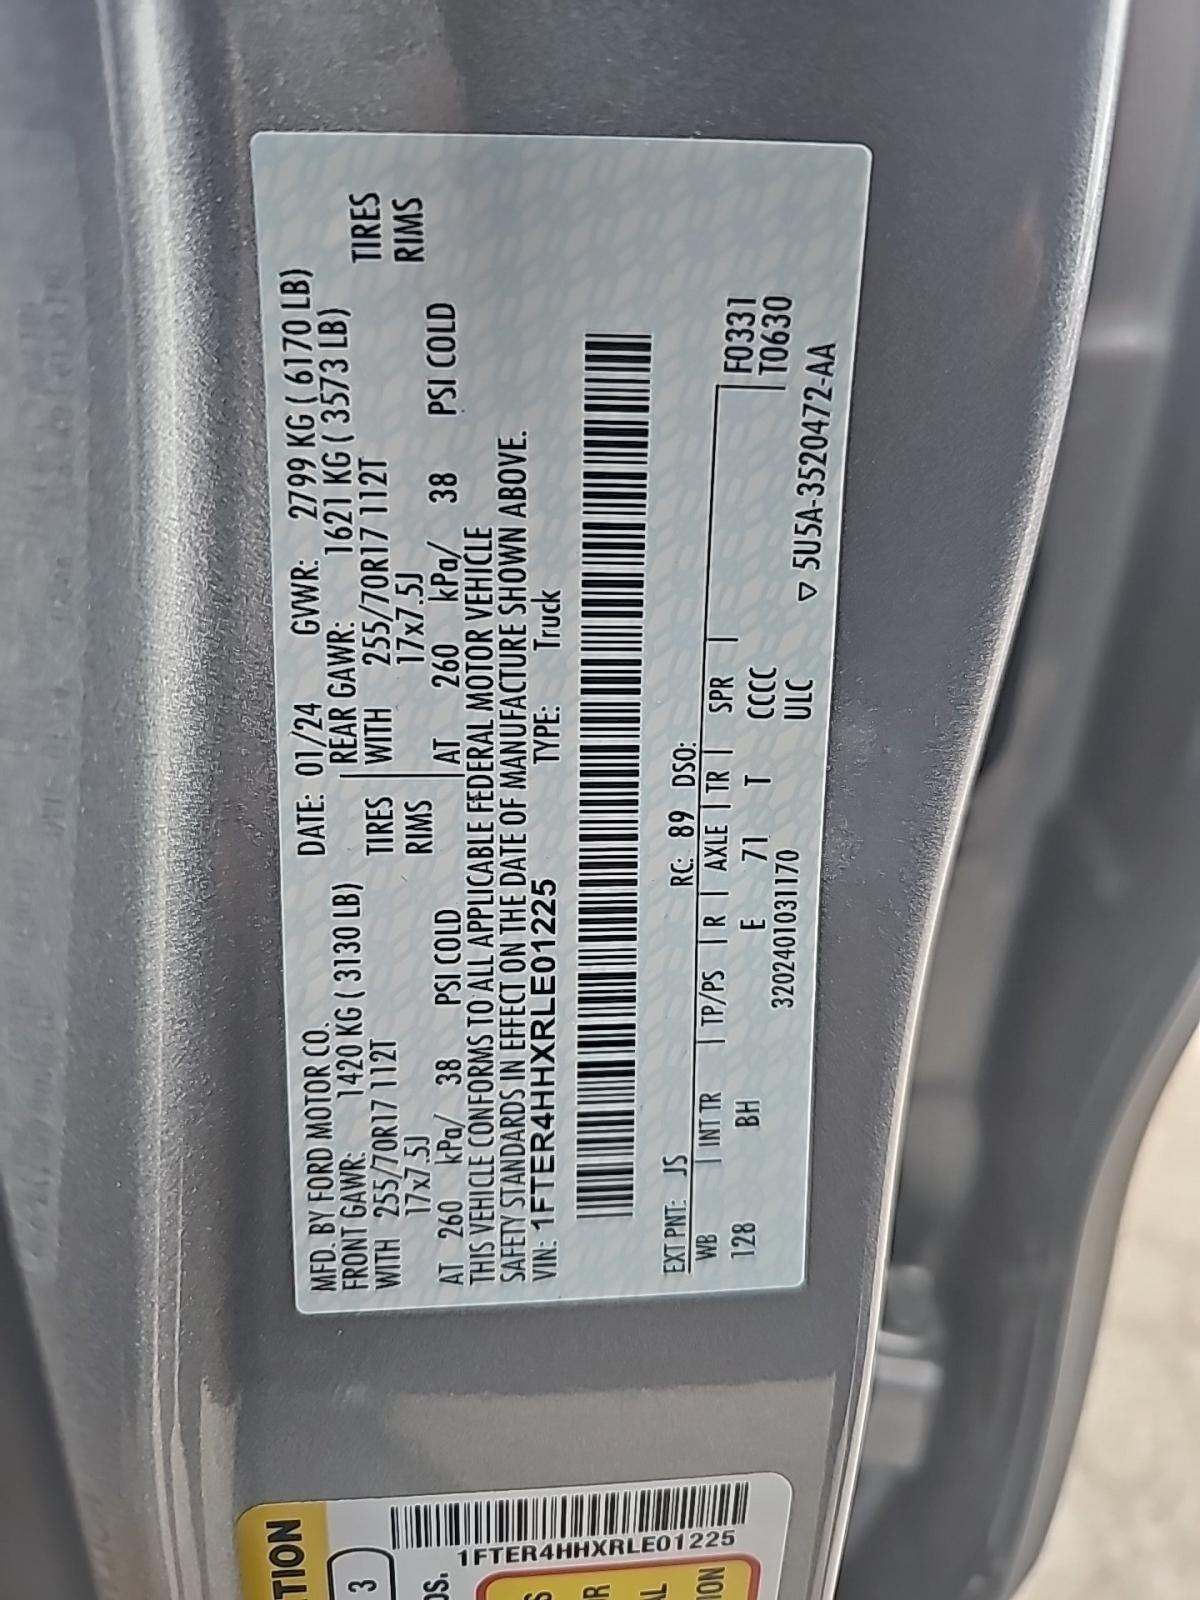 MFD. BY FORD MOTOR CO. DATE: 01/24 GVWR: 2799 KG ( 6170 LB)
FRONT GAWR: 1420 KG ( 3130 LB) REAR GAWR: 1621 KG ( 3573 LB)
WITH 255/70R17 112T TIRES WITH 255/70R17 112T TIRES
17x7.5J RIMS 17x7.5J RIMS
AT 260 kPa/ 38 PSI COLD AT 260 kPa/ 38 PSI COLD
THIS VEHICLE CONFORMS TO ALL APPLICABLE FEDERAL MOTOR VEHICLE
SAFETY STANDARDS IN EFFECT ON THE DATE OF MANUFACTURE SHOWN ABOVE.
VIN: 1FTER4HHXRLE01225 TYPE: Truck
EXT PNT: JS RC: 89 DSO:
WB | INT TR | TP/PS | R | AXLE | TR | SPR | F0331
128 BH E 71 T CCCC T0630
320240103 1170 ULC ▽ 5U5A-3520472-AA
TION
3
OS.
1FTER4HHXRLE01225
S
R
AL
ION